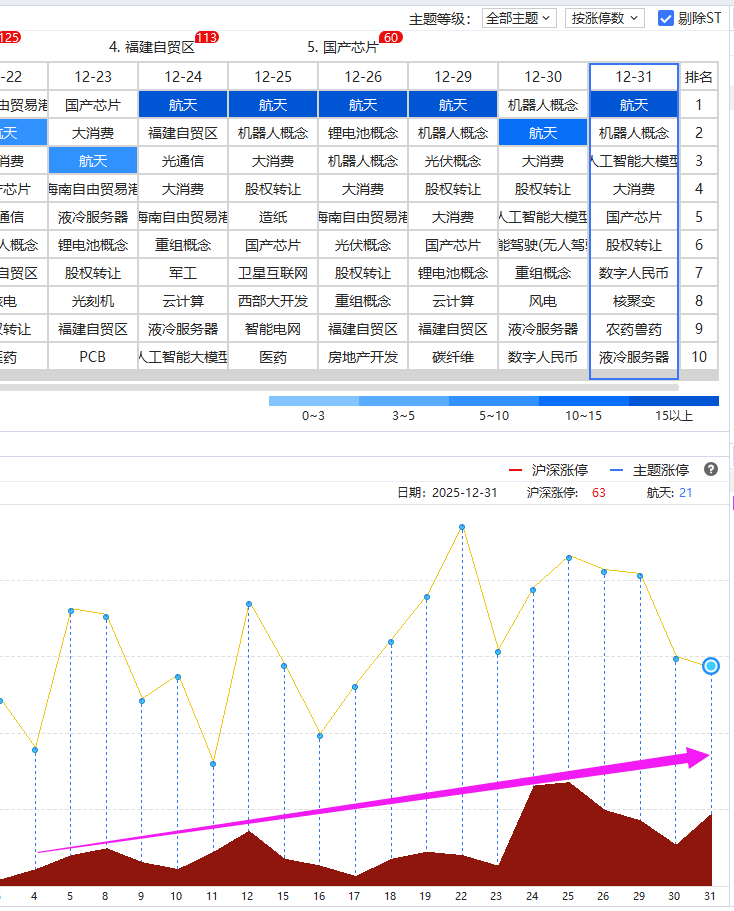 主题等级： 全部主题 按涨停数 剔除ST
125 4. 福建自贸区 113 5. 国产芯片 60
-22 12-23 12-24 12-25 12-26 12-29 12-30 12-31 排名
由贸易港 国产芯片 航天 航天 航天 航天 机器人概念 航天 1
天 大消费 福建自贸区 机器人概念 锂电池概念 机器人概念 航天 机器人概念 2
消费 航天 光通信 大消费 机器人概念 光伏概念 大消费 人工智能大模型 3
芯片 海南自由贸易港 大消费 股权转让 大消费 股权转让 股权转让 大消费 4
通信 液冷服务器 海南自由贸易港 造纸 海南自由贸易港 大消费 人工智能大模型 国产芯片 5
人概念 锂电池概念 重组概念 国产芯片 光伏概念 国产芯片 能驾驶(无人驾 股权转让 6
自贸区 股权转让 军工 卫星互联网 股权转让 锂电池概念 重组概念 数字人民币 7
电 光刻机 云计算 西部大开发 重组概念 云计算 风电 核聚变 8
转让 福建自贸区 液冷服务器 智能电网 福建自贸区 福建自贸区 液冷服务器 农药兽药 9
医药 PCB 人工智能大模型 医药 房地产开发 碳纤维 数字人民币 液冷服务器 10
0~3 3~5 5~10 10~15 15以上
沪深涨停 主题涨停 ?
日期: 2025-12-31 沪深涨停: 63 航天: 21
4 5 8 9 10 11 12 15 16 17 18 19 22 23 24 25 26 29 30 31